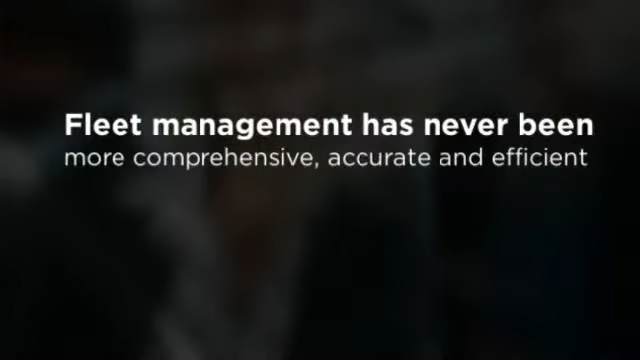 Fleet management has never been
more comprehensive, accurate and efficient